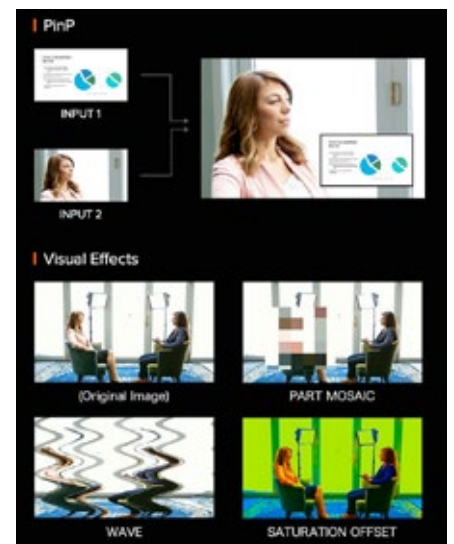 PinP
INPUT 1
INPUT 2
Visual Effects
(Original Image)
PART MOSAIC
WAVE
SATURATION OFFSET